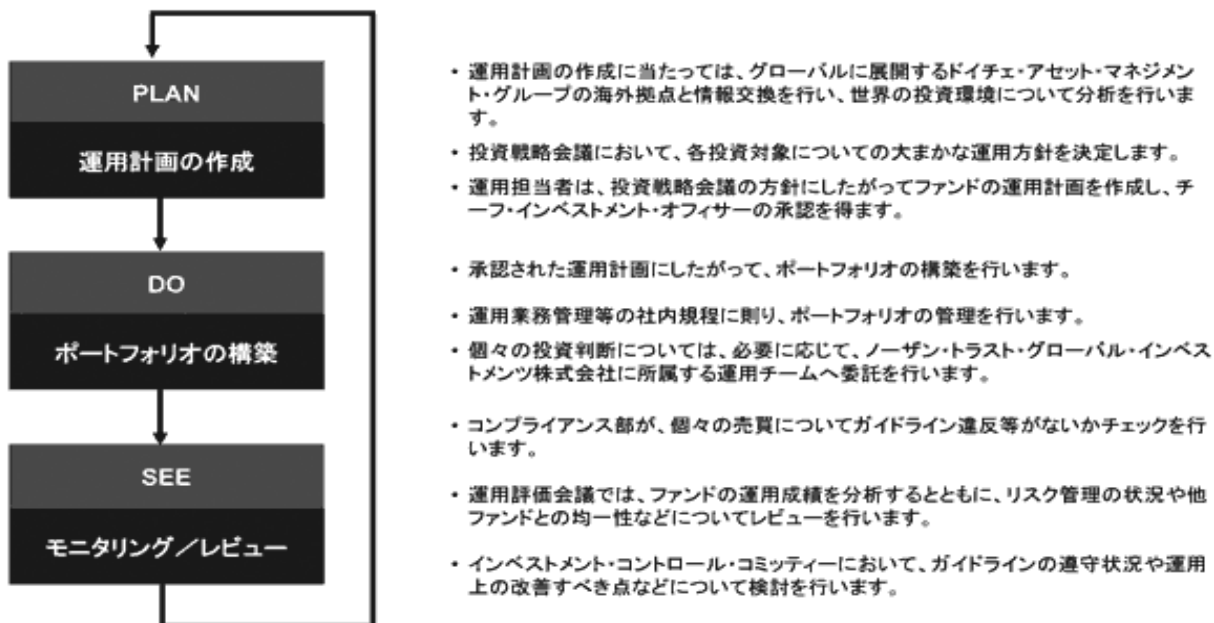 PLAN
運用計画の作成
・ 運用計画の作成に当たっては、グローバルに展開するドイチェ・アセット・マネジメン
ト・グループの海外拠点と情報交換を行い、世界の投資環境について分析を行いま
す。
・ 投資戦略会議において、各投資対象についての大まかな運用方針を決定します。
・ 運用担当者は、投資戦略会議の方針にしたがってファンドの運用計画を作成し、チ
ーフ・インベストメント・オフィサーの承認を得ます。
DO
ポートフォリオの構築
・ 承認された運用計画にしたがって、ポートフォリオの構築を行います。
・ 運用業務管理等の社内規程に則り、ポートフォリオの管理を行います。
・ 個々の投資判断については、必要に応じて、ノーザン・トラスト・グローバル・インベス
トメンツ株式会社に所属する運用チームへ委託を行います。
SEE
モニタリング／レビュー
・ コンプライアンス部が、個々の売買についてガイドライン違反等がないかチェックを行
います。
・ 運用評価会議では、ファンドの運用成績を分析するとともに、リスク管理の状況や他
ファンドとの均一性などについてレビューを行います。
・ インベストメント・コントロール・コミッティーにおいて、ガイドラインの遵守状況や運用
上の改善すべき点などについて検討を行います。